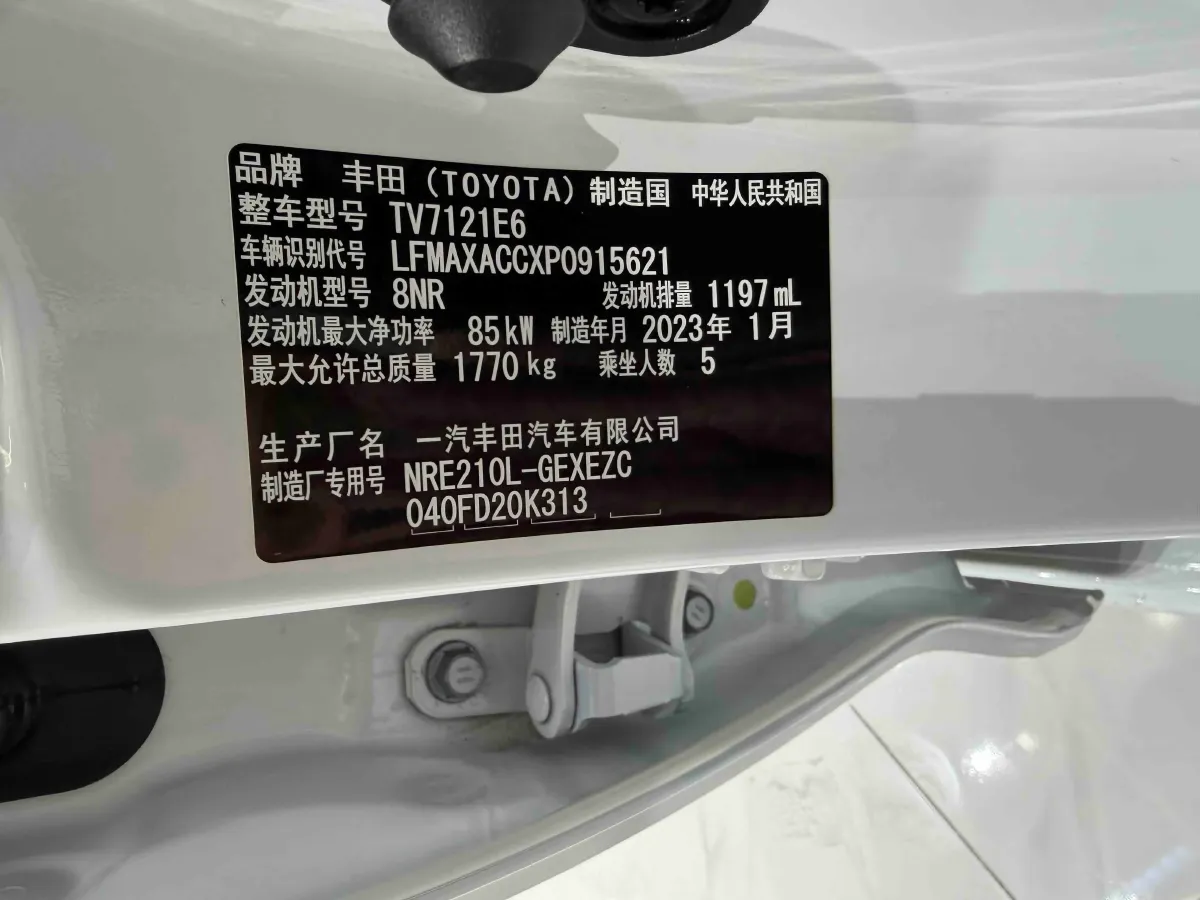 品牌 丰田（TOYOTA）制造国 中华人民共和国
整车型号 TV7121E6
车辆识别代号 LFMAXACCXP0915621
发动机型号 8NR 发动机排量 1197mL
发动机最大净功率 85kW 制造年月 2023年 1月
最大允许总质量 1770kg 乘坐人数 5
生产厂名 一汽丰田汽车有限公司
制造厂专用号 NRE210L-GEXEZC
040FD20K313